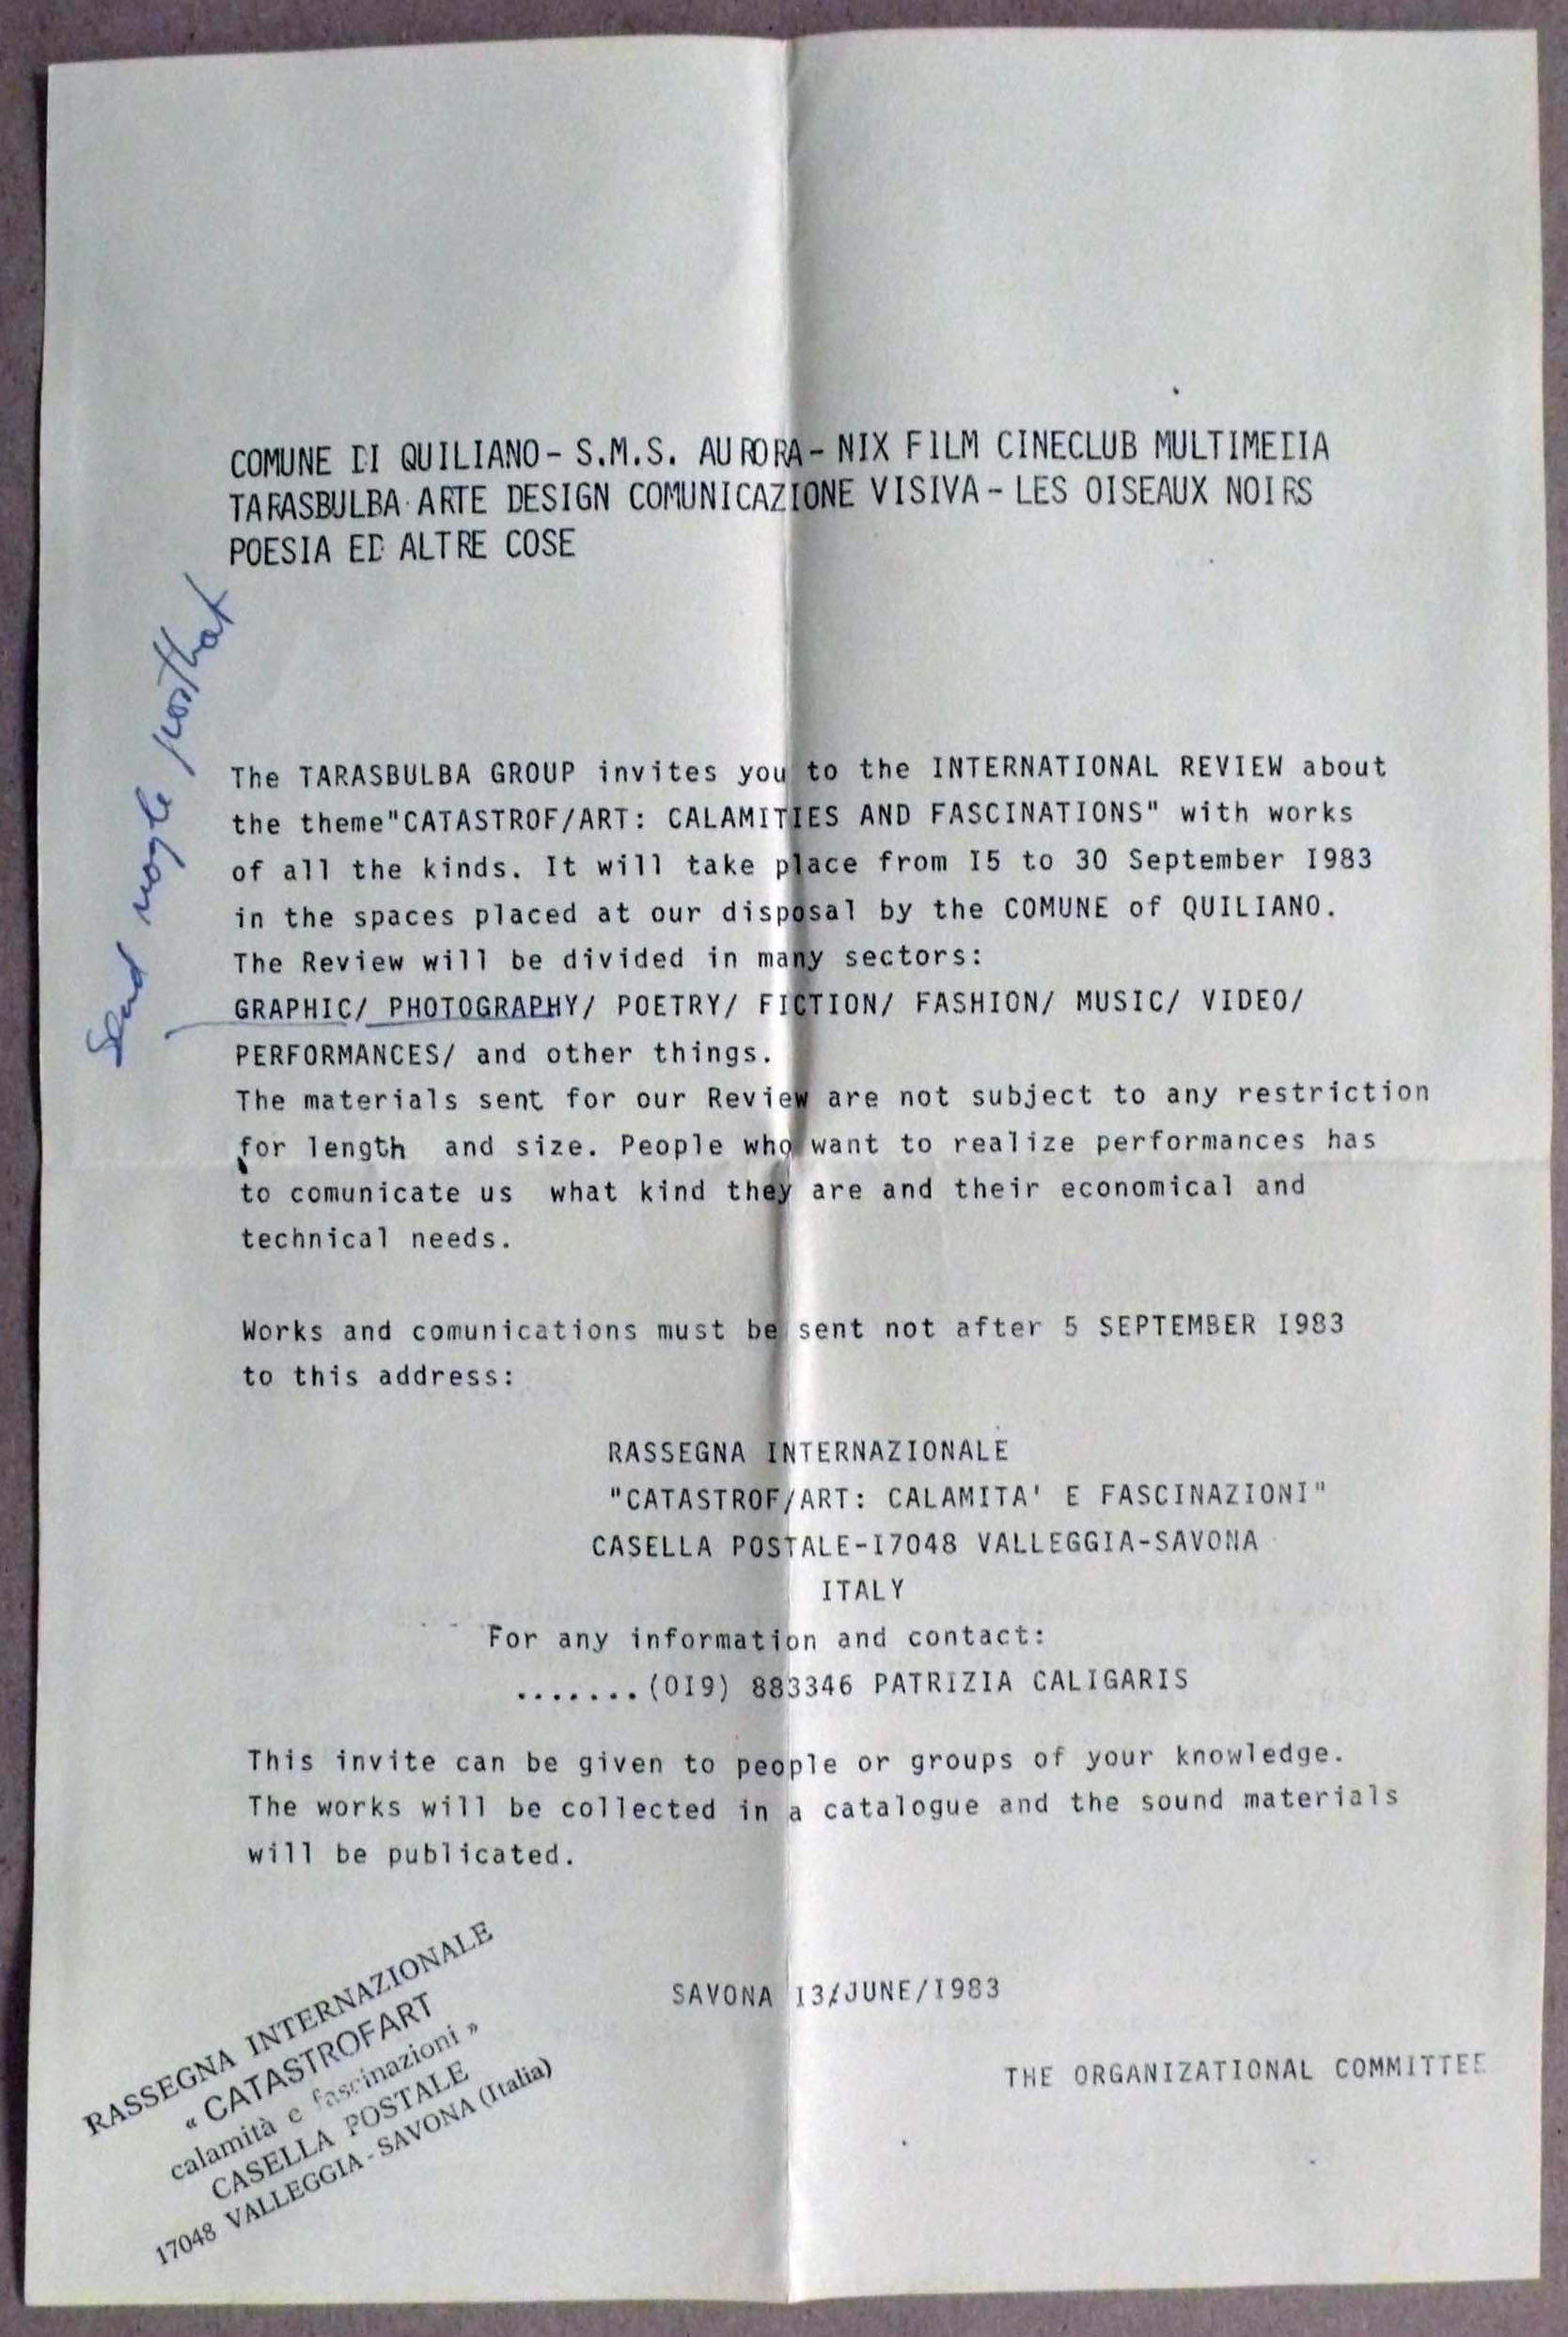 COMUNE DI QUILIANO- S.M.S. AURORA- NIX FILM CINECLUB MULTIMEDIA
TARASBULBA ARTE DESIGN COMUNICAZIONE VISIVA- LES OISEAUX NOIRS
POESIA ED ALTRE COSE
Send nogle posthat
The TARASBULBA GROUP invites you to the INTERNATIONAL REVIEW about
the theme"CATASTROF/ART: CALAMITIES AND FASCINATIONS" with works
of all the kinds. It will take place from I5 to 30 September I983
in the spaces placed at our disposal by the COMUNE of QUILIANO.
The Review will be divided in many sectors:
GRAPHIC/ PHOTOGRAPHY/ POETRY/ FICTION/ FASHION/ MUSIC/ VIDEO/
PERFORMANCES/ and other things.
The materials sent for our Review are not subject to any restriction
for length and size. People who want to realize performances has
to comunicate us what kind they are and their economical and
technical needs.
Works and comunications must be sent not after 5 SEPTEMBER I983
to this address:
RASSEGNA INTERNAZIONALE
"CATASTROF/ART: CALAMITA' E FASCINAZIONI"
CASELLA POSTALE-I7048 VALLEGGIA-SAVONA
ITALY
For any information and contact:
.......(OI9) 883346 PATRIZIA CALIGARIS
This invite can be given to people or groups of your knowledge.
The works will be collected in a catalogue and the sound materials
will be publicated.
SAVONA I3/JUNE/I983
THE ORGANIZATIONAL COMMITTEE
RASSEGNA INTERNAZIONALE
« CATASTROFART
calamità e fascinazioni »
CASELLA POSTALE
17048 VALLEGGIA - SAVONA (Italia)